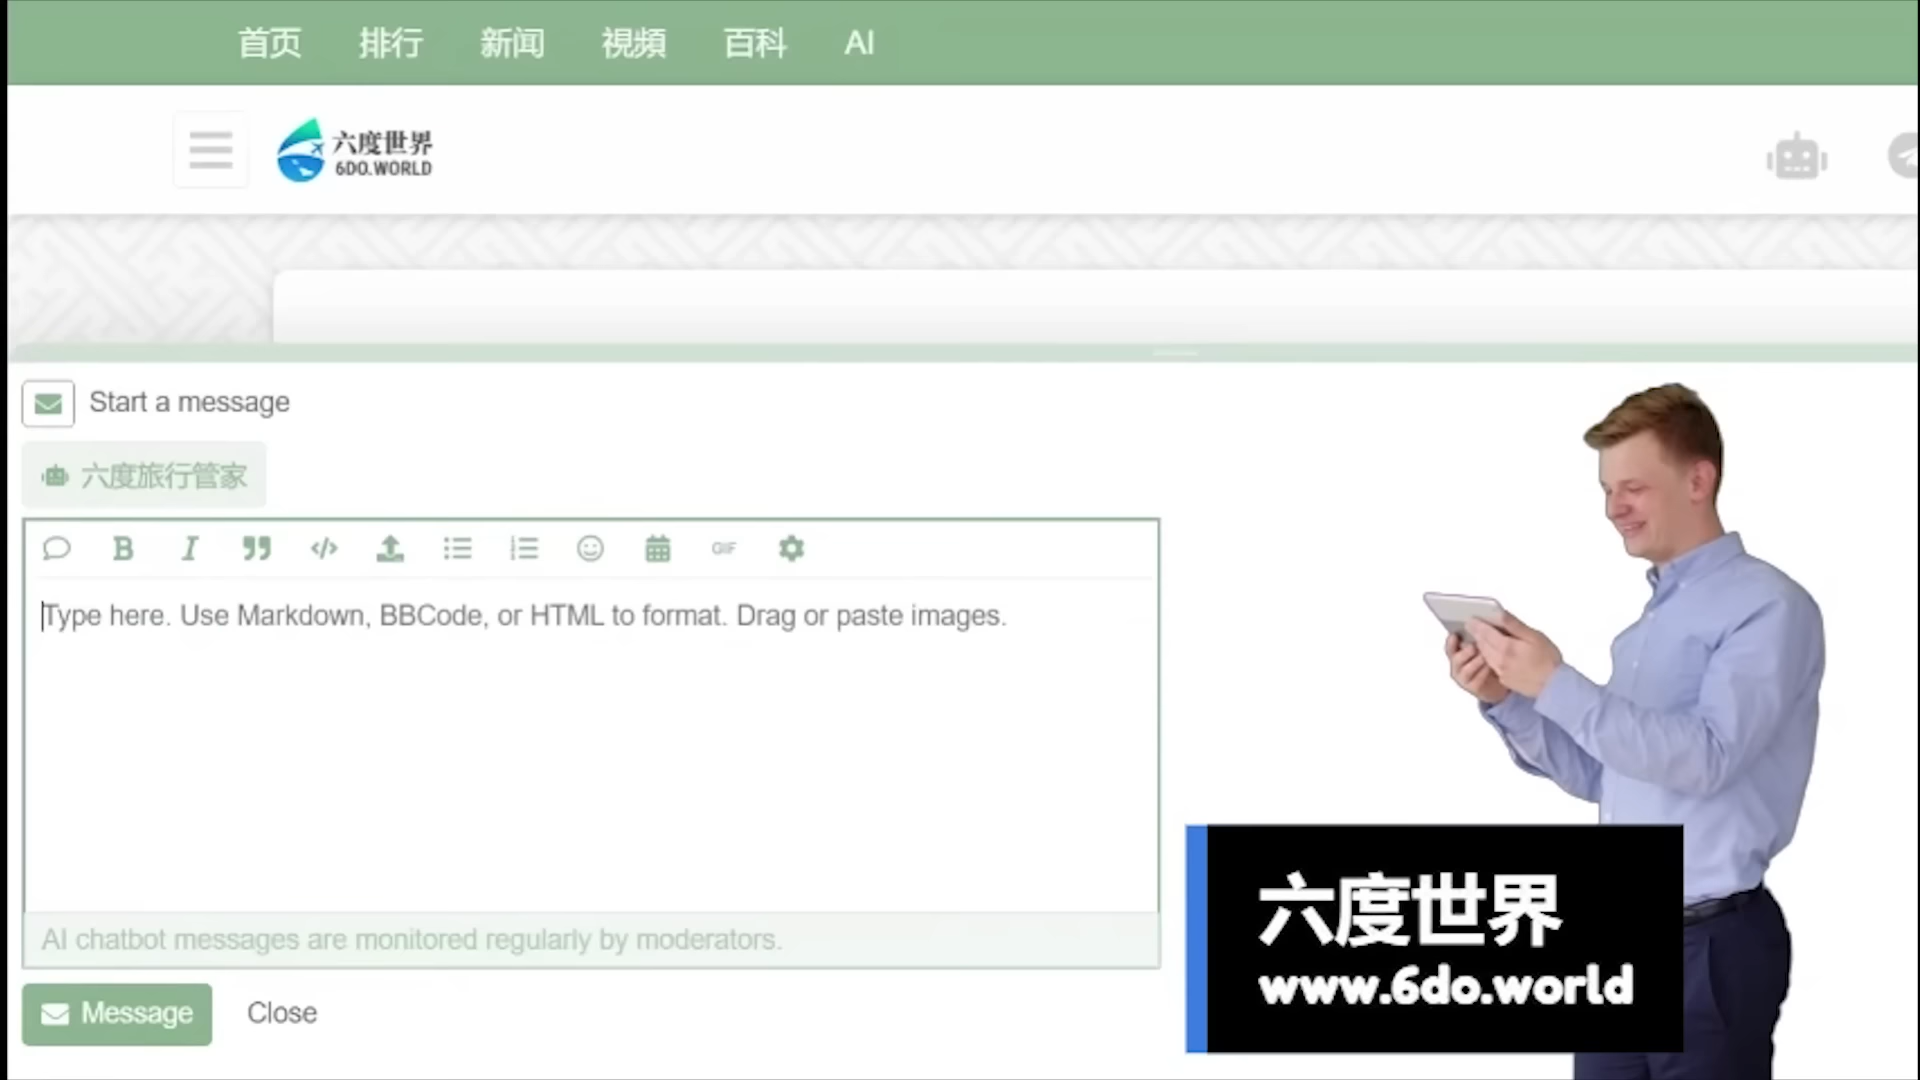 首页 排行 新闻 視頻 百科 AI
六度世界
6DO.WORLD
Start a message
六度旅行管家
B I GIF
Type here. Use Markdown, BBCode, or HTML to format. Drag or paste images.
AI chatbot messages are monitored regularly by moderators.
Message Close
六度世界
www.6do.world